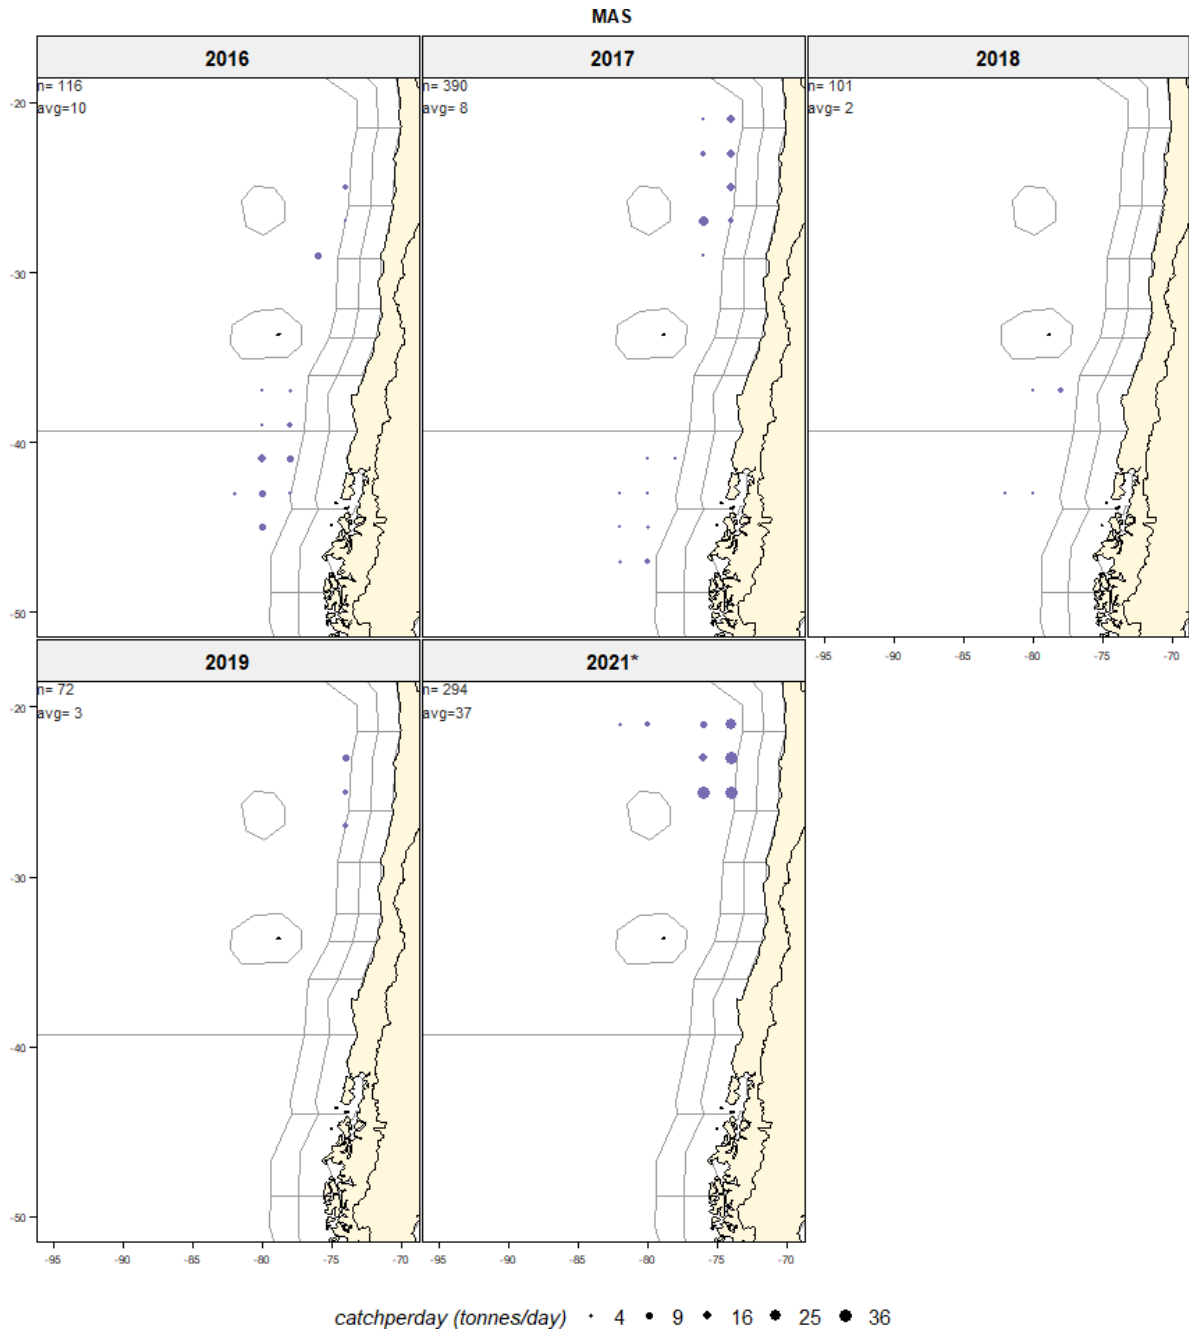 MAS
2016 2017 2018
n= 116 n= 390 n= 101
avg=10 avg= 8 avg= 2
-20
-30
-40
-50
-95 -90 -85 -80 -75 -70
2019 2021*
n= 72 n= 294
avg= 3 avg=37
-20
-30
-40
-50
-95 -90 -85 -80 -75 -70 -95 -90 -85 -80 -75 -70
catchperday (tonnes/day) 4 9 16 25 36